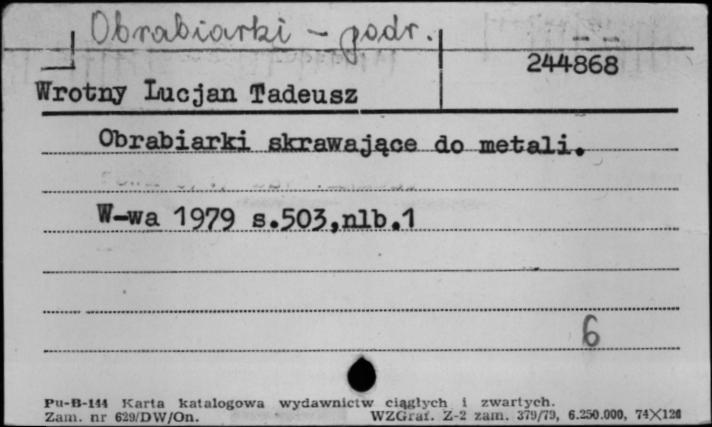 Obrabiarki - podr.
244868
Wrotny Lucjan Tadeusz
Obrabiarki skrawające do metali.
W-wa 1979 s.503,nlb.1
6
Pu-B-144 Karta katalogowa wydawnictw ciągłych i zwartych.
Zam. nr 629/DW/On. WZGraf. Z-2 zam. 379/79, 6.250.000, 74X120